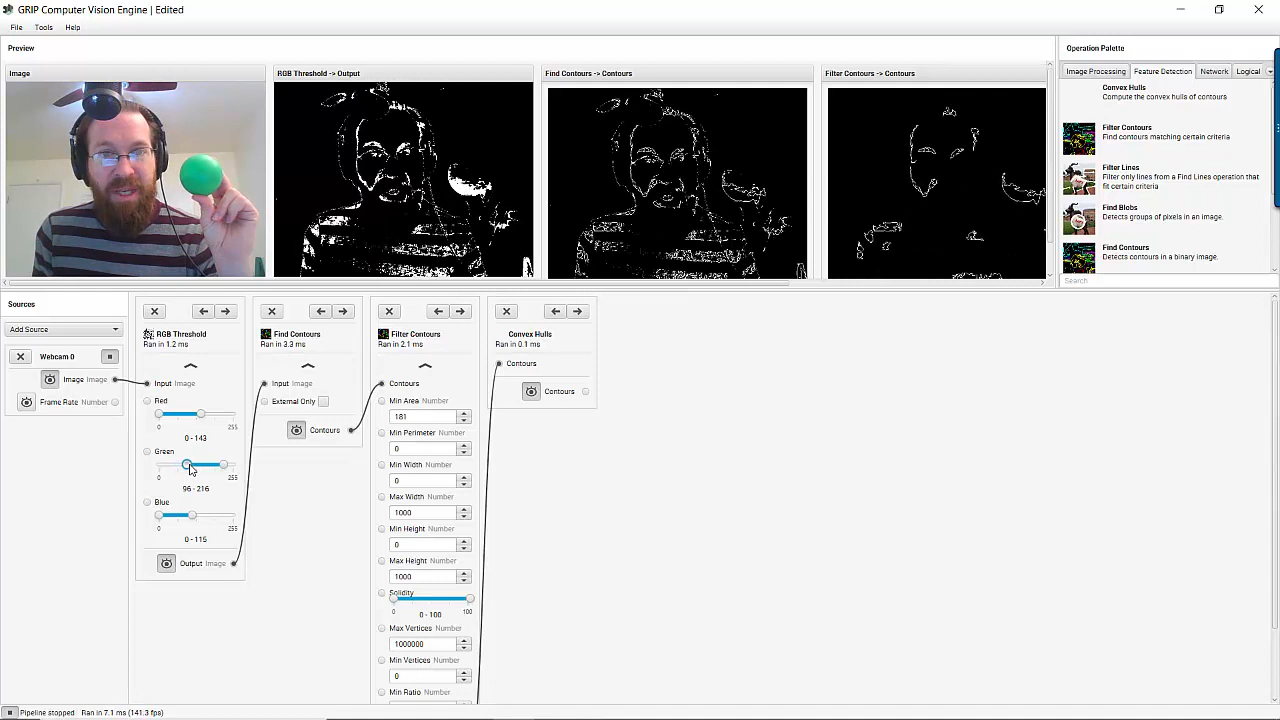 GRIP Computer Vision Engine | Edited
File Tools Help
Preview
Operation Palette
Image
RGB Threshold -> Output
Find Contours -> Contours
Filter Contours -> Contours
Image Processing
Feature Detection
Network
Logical
Convex Hulls
Compute the convex hulls of contours
Filter Contours
Find contours matching certain criteria
Filter Lines
Filter only lines from a Find Lines operation that
fit certain criteria
Find Blobs
Detects groups of pixels in an image.
Find Contours
Detects contours in a binary image.
Search
Sources
Add Source
Webcam 0
Image Image
Frame Rate Number
RGB Threshold
Ran in 1.2 ms
Input Image
Red
0 255
0 - 143
Green
0 255
96 - 216
Blue
0 255
0 - 115
Output Image
Find Contours
Ran in 3.3 ms
Input Image
External Only
Contours
Filter Contours
Ran in 2.1 ms
Contours
Min Area Number
181
Min Perimeter Number
0
Min Width Number
0
Max Width Number
1000
Min Height Number
0
Max Height Number
1000
Solidity
0 100
0 - 100
Max Vertices Number
1000000
Min Vertices Number
0
Min Ratio Number
Convex Hulls
Ran in 0.1 ms
Contours
Contours
Pipeline stopped Ran in 7.1 ms (141.3 fps)